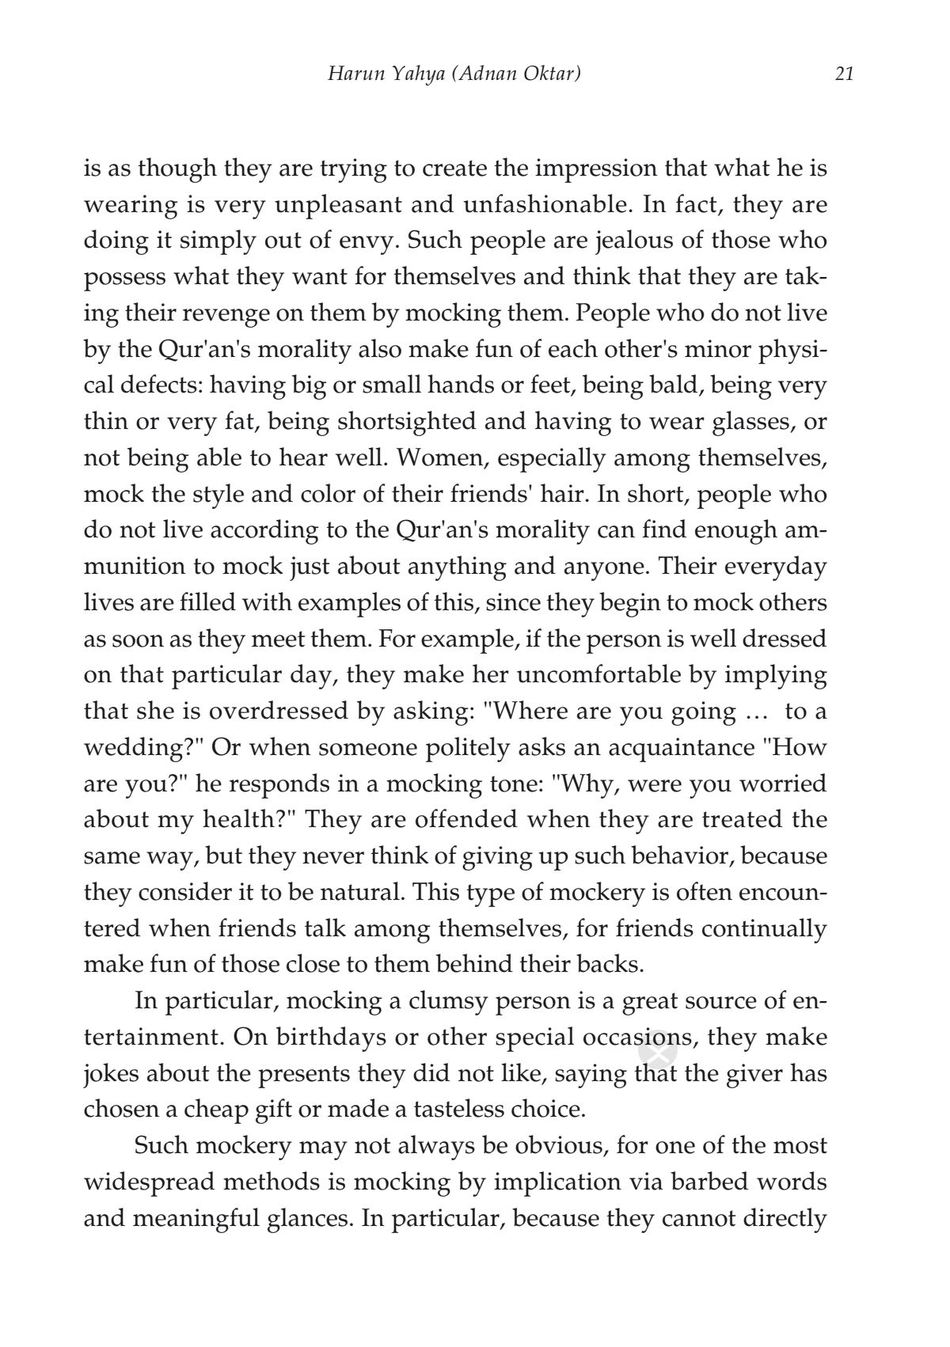 Harun Yahya (Adnan Oktar) 21
is as though they are trying to create the impression that what he is
wearing is very unpleasant and unfashionable. In fact, they are
doing it simply out of envy. Such people are jealous of those who
possess what they want for themselves and think that they are tak-
ing their revenge on them by mocking them. People who do not live
by the Qur'an's morality also make fun of each other's minor physi-
cal defects: having big or small hands or feet, being bald, being very
thin or very fat, being shortsighted and having to wear glasses, or
not being able to hear well. Women, especially among themselves,
mock the style and color of their friends' hair. In short, people who
do not live according to the Qur'an's morality can find enough am-
munition to mock just about anything and anyone. Their everyday
lives are filled with examples of this, since they begin to mock others
as soon as they meet them. For example, if the person is well dressed
on that particular day, they make her uncomfortable by implying
that she is overdressed by asking: "Where are you going … to a
wedding?" Or when someone politely asks an acquaintance "How
are you?" he responds in a mocking tone: "Why, were you worried
about my health?" They are offended when they are treated the
same way, but they never think of giving up such behavior, because
they consider it to be natural. This type of mockery is often encoun-
tered when friends talk among themselves, for friends continually
make fun of those close to them behind their backs.
In particular, mocking a clumsy person is a great source of en-
tertainment. On birthdays or other special occasions, they make
jokes about the presents they did not like, saying that the giver has
chosen a cheap gift or made a tasteless choice.
Such mockery may not always be obvious, for one of the most
widespread methods is mocking by implication via barbed words
and meaningful glances. In particular, because they cannot directly